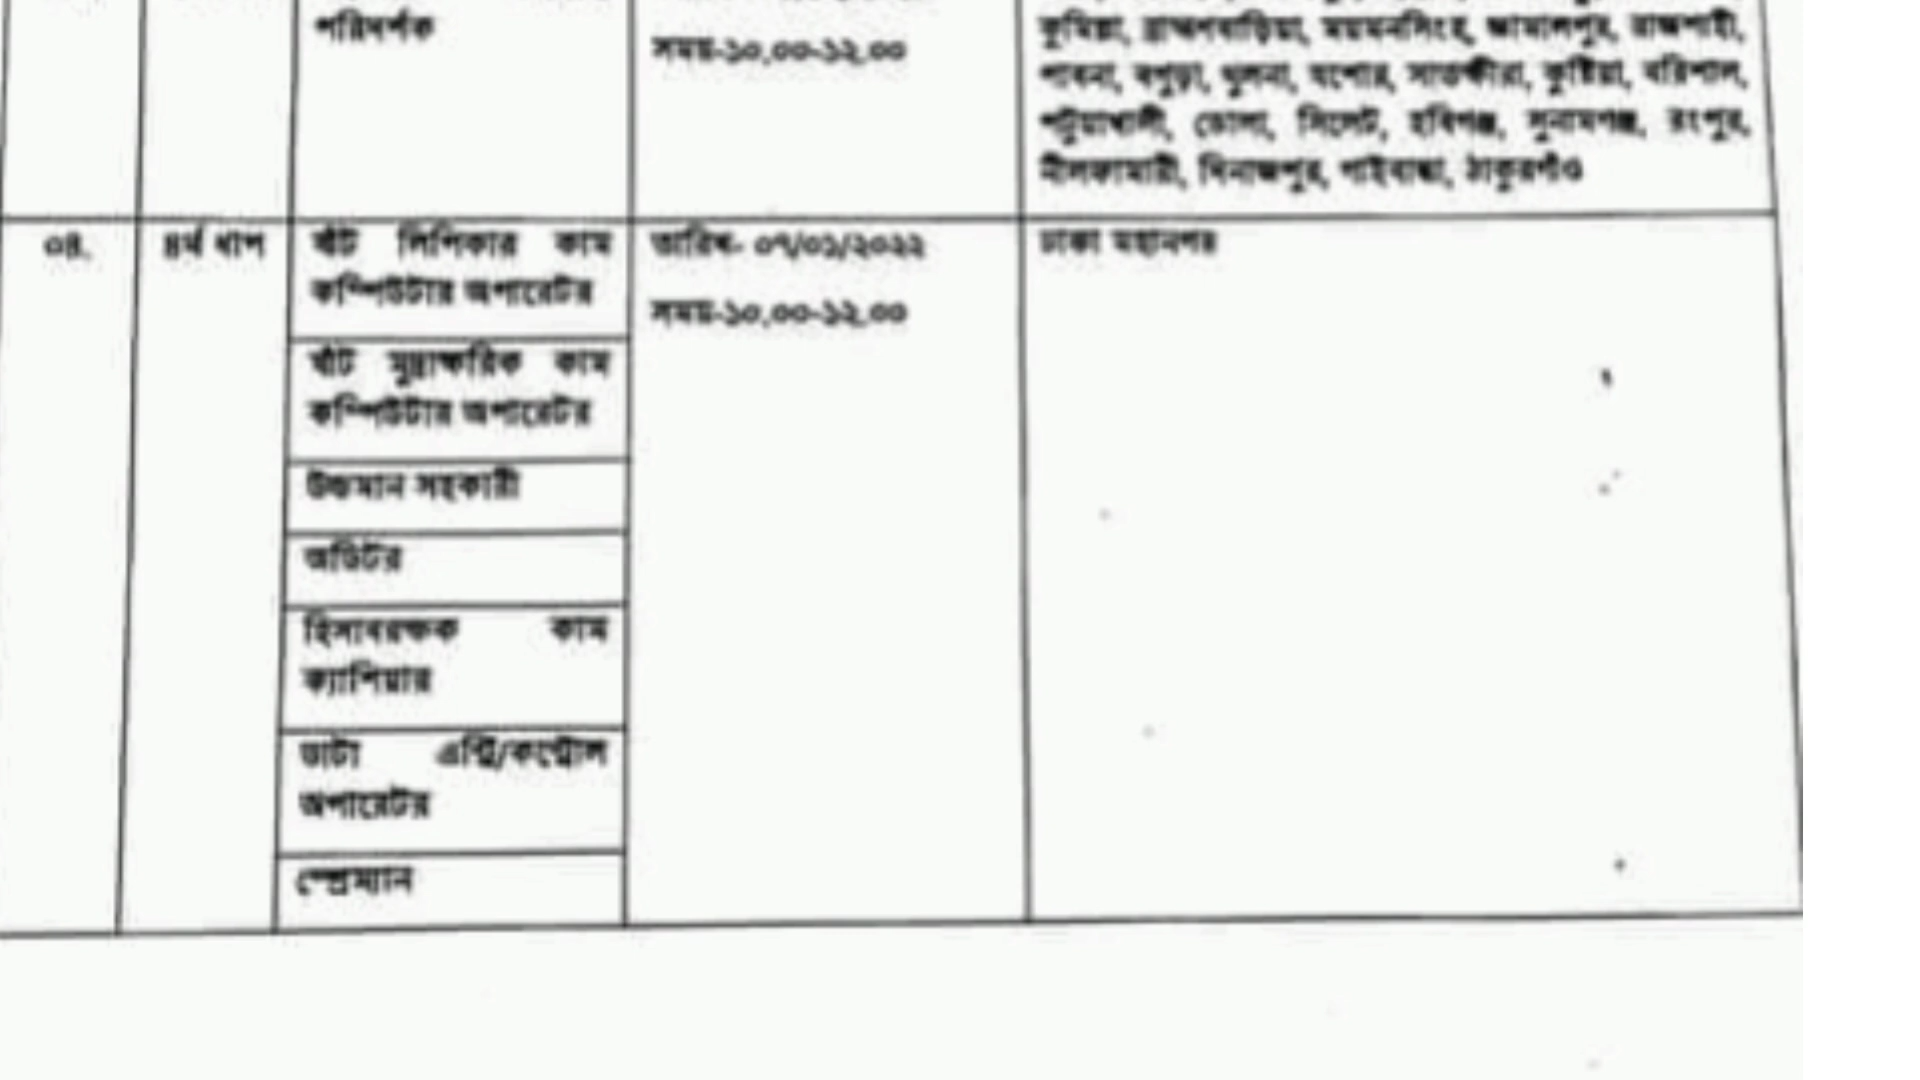 পরিদর্শক
সময়-১০.০০-১২.০০
কুমিল্লা, ব্রাহ্মণবাড়িয়া, ময়মনসিংহ, জামালপুর, রাজশাহী,
পাবনা, বগুড়া, খুলনা, যশোর, সাতক্ষীরা, কুষ্টিয়া, বরিশাল,
পটুয়াখালী, ভোলা, সিলেট, হবিগঞ্জ, সুনামগঞ্জ, রংপুর,
নীলফামারী, দিনাজপুর, গাইবান্ধা, ঠাকুরগাঁও
০৪.
৪র্থ ধাপ
ষাঁট লিপিকার কাম
কম্পিউটার অপারেটর
ষাঁট মুদ্রাক্ষরিক কাম
কম্পিউটার অপারেটর
উচ্চমান সহকারী
অডিটর
হিসাবরক্ষক কাম
ক্যাশিয়ার
ডাটা এন্ট্রি/কন্ট্রোল
অপারেটর
স্প্রেম্যান
তারিখ- ০৭/০১/২০২২
সময়-১০.০০-১২.০০
ঢাকা মহানগর